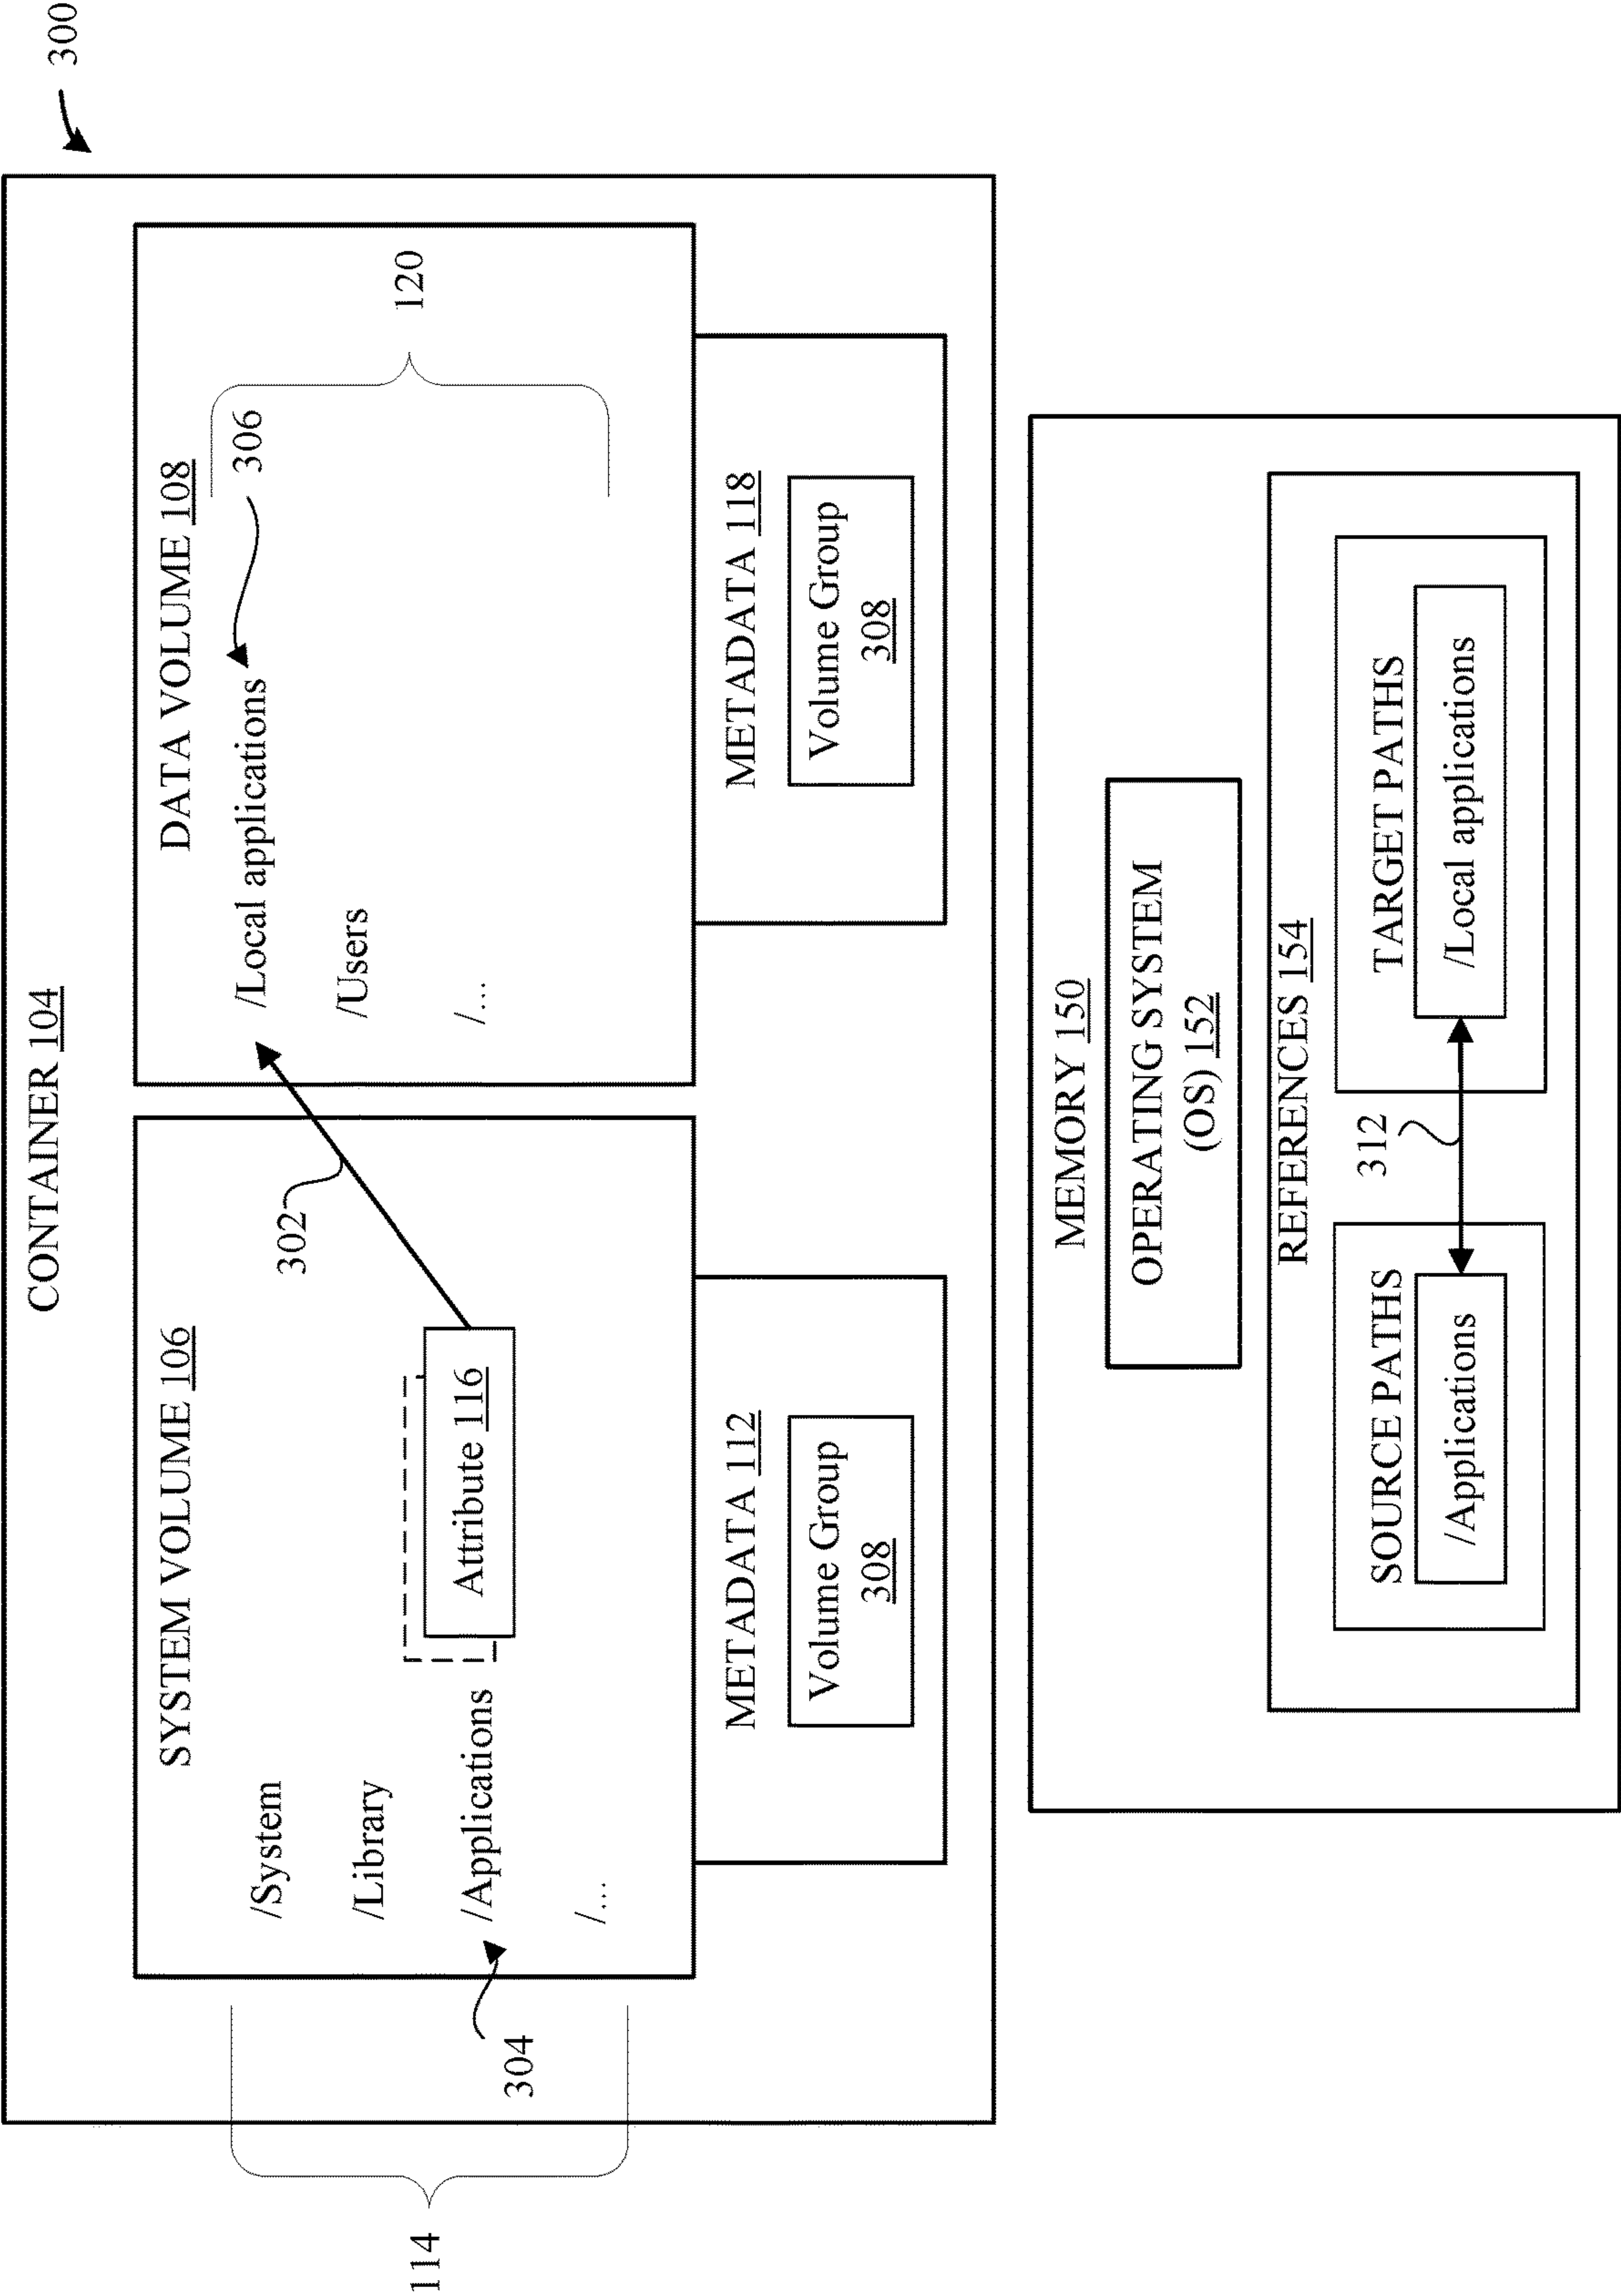 300
CONTAINER 104
SYSTEM VOLUME 106
/System
/Library
/Applications
/...
Attribute 116
304
114
302
DATA VOLUME 108
/Local applications
306
/Users
/...
120
METADATA 112
Volume Group
308
METADATA 118
Volume Group
308
MEMORY 150
OPERATING SYSTEM
(OS) 152
REFERENCES 154
SOURCE PATHS
/Applications
312
TARGET PATHS
/Local applications